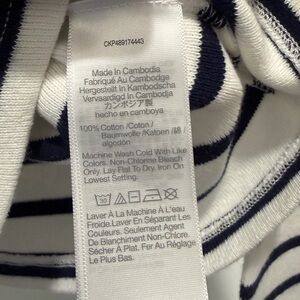 CKP489174443
Made In Cambodia
Fabriqué Au Cambodge
Hergestellt In Kambodscha
Vervaardigd In Cambodja
カンボジア製
hecho en camboya
100% Cotton /Coton /
Baumwolle /Katoen /綿 /
algodón
Machine Wash Cold With Like
Colors. Non-Chlorine Bleach
Only. Lay Flat To Dry. Iron On
Lowest Setting.
30
Laver À La Machine À L'eau
Froide. Laver En Séparant Les
Couleurs. Seulement Agent
De Blanchiment Non-Chlore.
Sécher À Plat. Fer Au Réglage
Le Plus Bas.